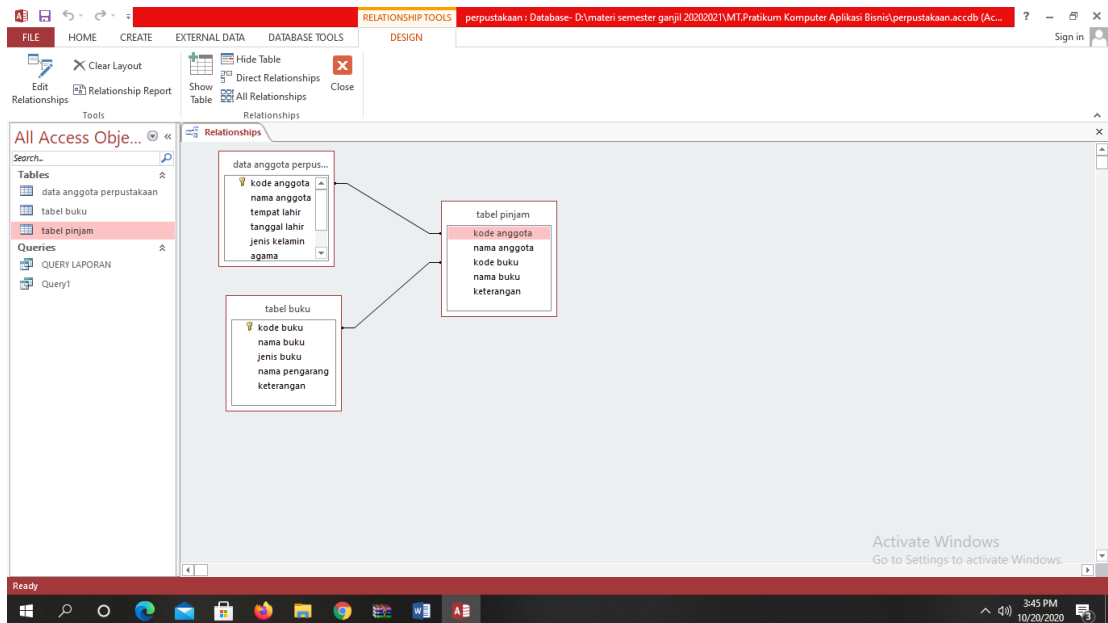 RELATIONSHIP TOOLS
perpustakaan : Database- D:\materi semester ganjil 20202021\MT.Pratikum Komputer Aplikasi Bisnis\perpustakaan.accdb (Ac...
FILE HOME CREATE EXTERNAL DATA DATABASE TOOLS DESIGN Sign in
Edit Relationships
Clear Layout
Relationship Report
Tools
Show Table
Hide Table
Direct Relationships
All Relationships
Close
Relationships
All Access Obje...
Search...
Tables
data anggota perpustakaan
tabel buku
tabel pinjam
Queries
QUERY LAPORAN
Query1
Relationships
data anggota perpus...
kode anggota
nama anggota
tempat lahir
tanggal lahir
jenis kelamin
agama
tabel pinjam
kode anggota
nama anggota
kode buku
nama buku
keterangan
tabel buku
kode buku
nama buku
jenis buku
nama pengarang
keterangan
Activate Windows
Go to Settings to activate Windows.
Ready
3:45 PM
10/20/2020
3